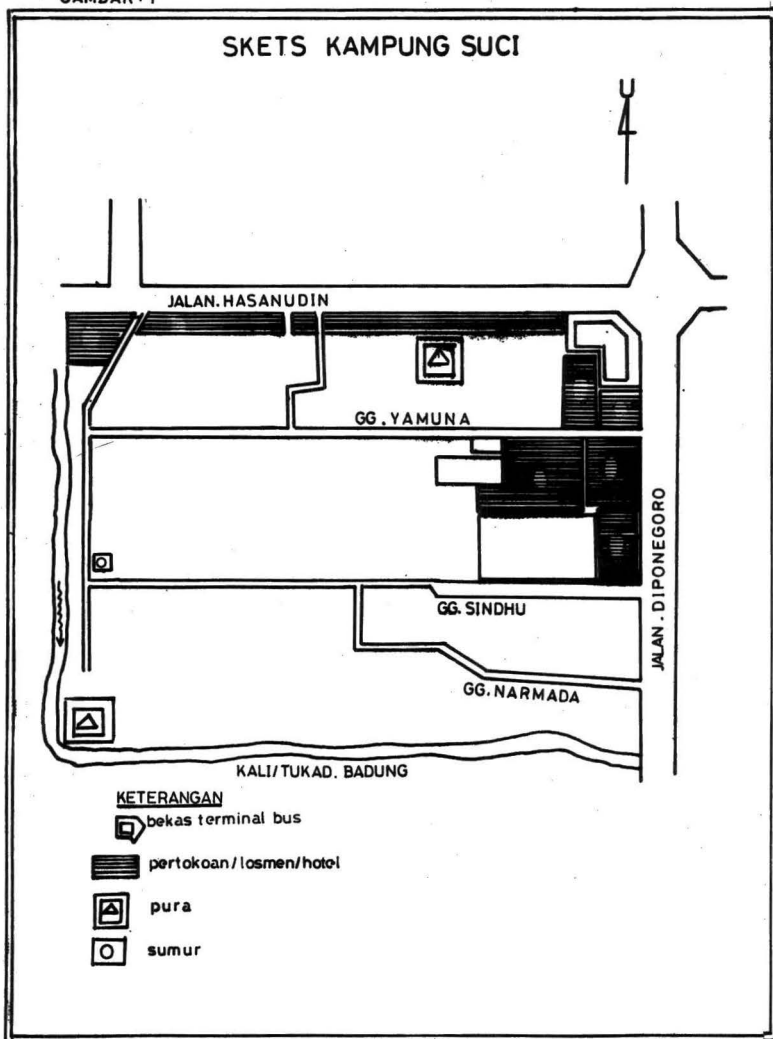 SKETS KAMPUNG SUCI
U
JALAN.HASANUDIN
GG.YAMUNA
JALAN.DIPONEGORO
GG.SINDHU
GG.NARMADA
KALI/TUKAD. BADUNG
KETERANGAN
bekas terminal bus
pertokoan/losmen/hotel
pura
sumur